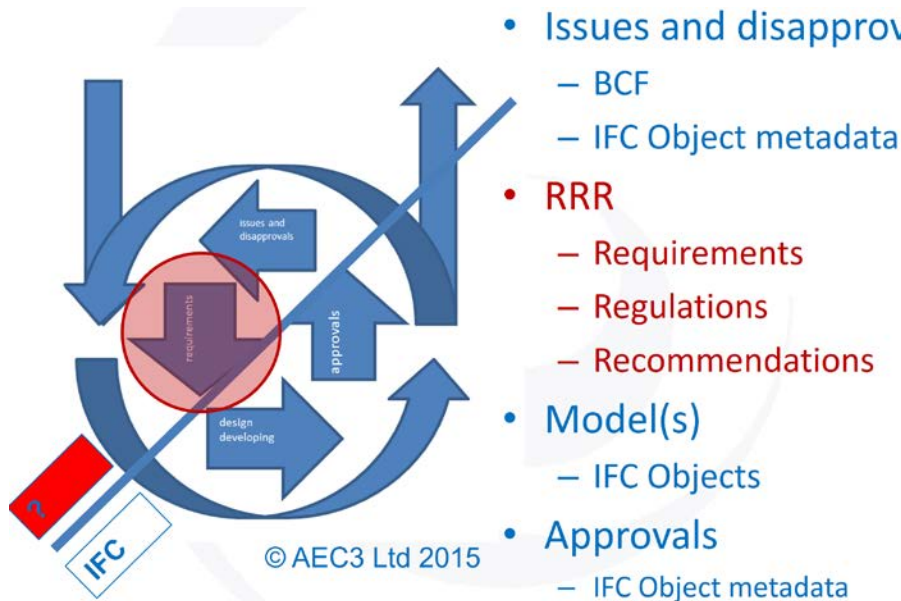 issues and
disapprovals
requirements
approvals
design
developing
?
IFC
© AEC3 Ltd 2015
• Issues and disapprov
– BCF
– IFC Object metadata
• RRR
– Requirements
– Regulations
– Recommendations
• Model(s)
– IFC Objects
• Approvals
– IFC Object metadata